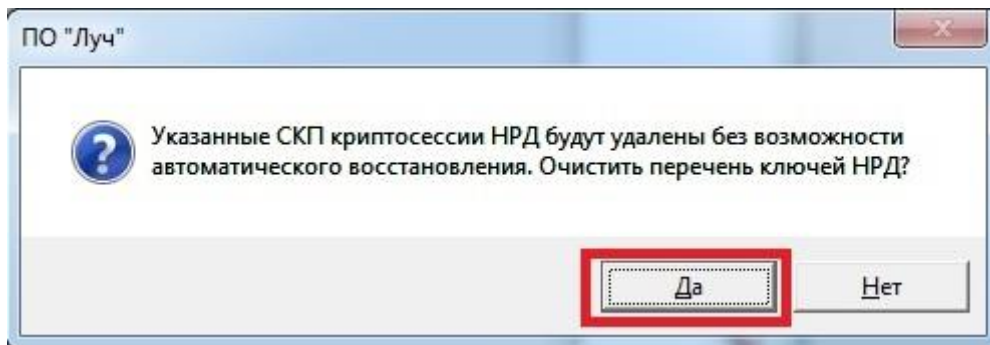 ПО "Луч"
Указанные СКП криптосессии НРД будут удалены без возможности
автоматического восстановления. Очистить перечень ключей НРД?
Да
Нет